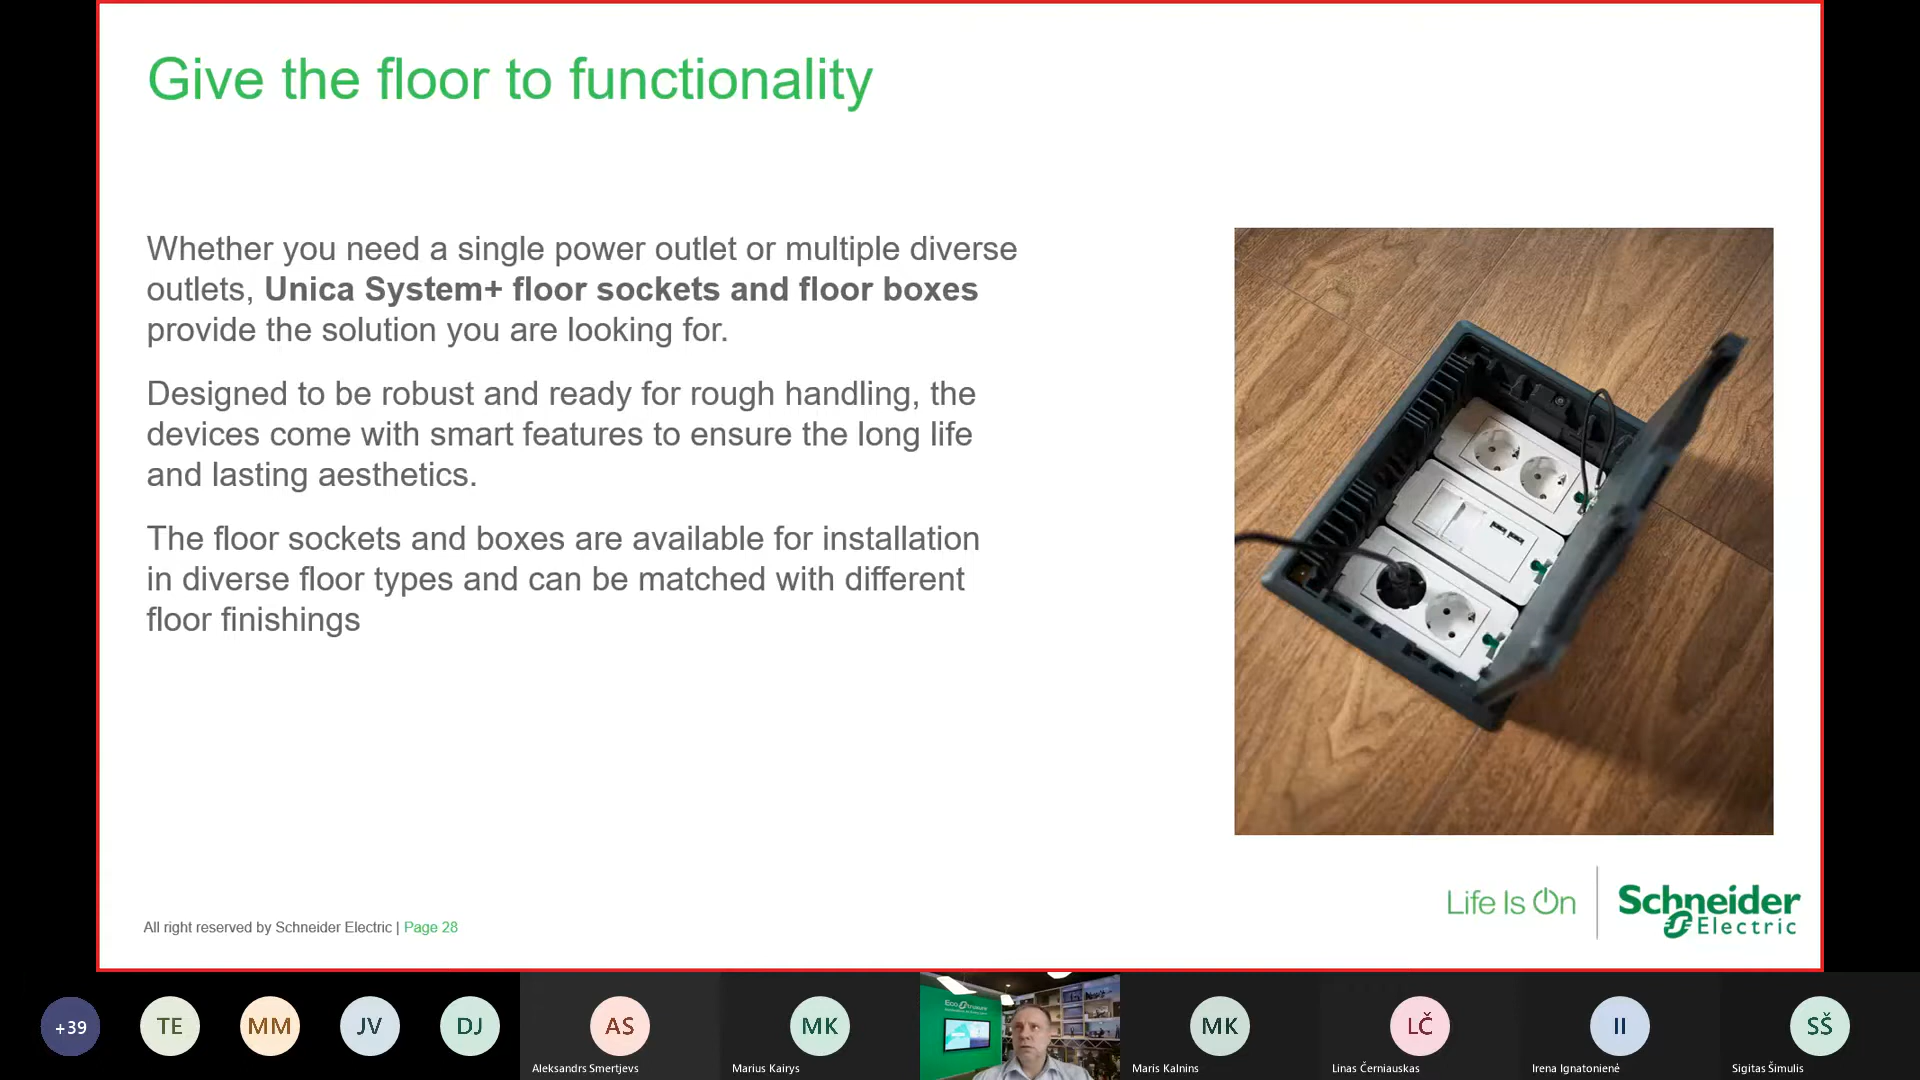 Give the floor to functionality
Whether you need a single power outlet or multiple diverse
outlets, Unica System+ floor sockets and floor boxes
provide the solution you are looking for.
Designed to be robust and ready for rough handling, the
devices come with smart features to ensure the long life
and lasting aesthetics.
The floor sockets and boxes are available for installation
in diverse floor types and can be matched with different
floor finishings
All right reserved by Schneider Electric | Page 28
Life Is On
Schneider
Electric
+39
TE
MM
JV
DJ
AS
Aleksandrs Smertjevs
MK
Marius Kairys
MK
Maris Kalnins
LČ
Linas Černiauskas
II
Irena Ignatonienė
SŠ
Sigitas Šimulis